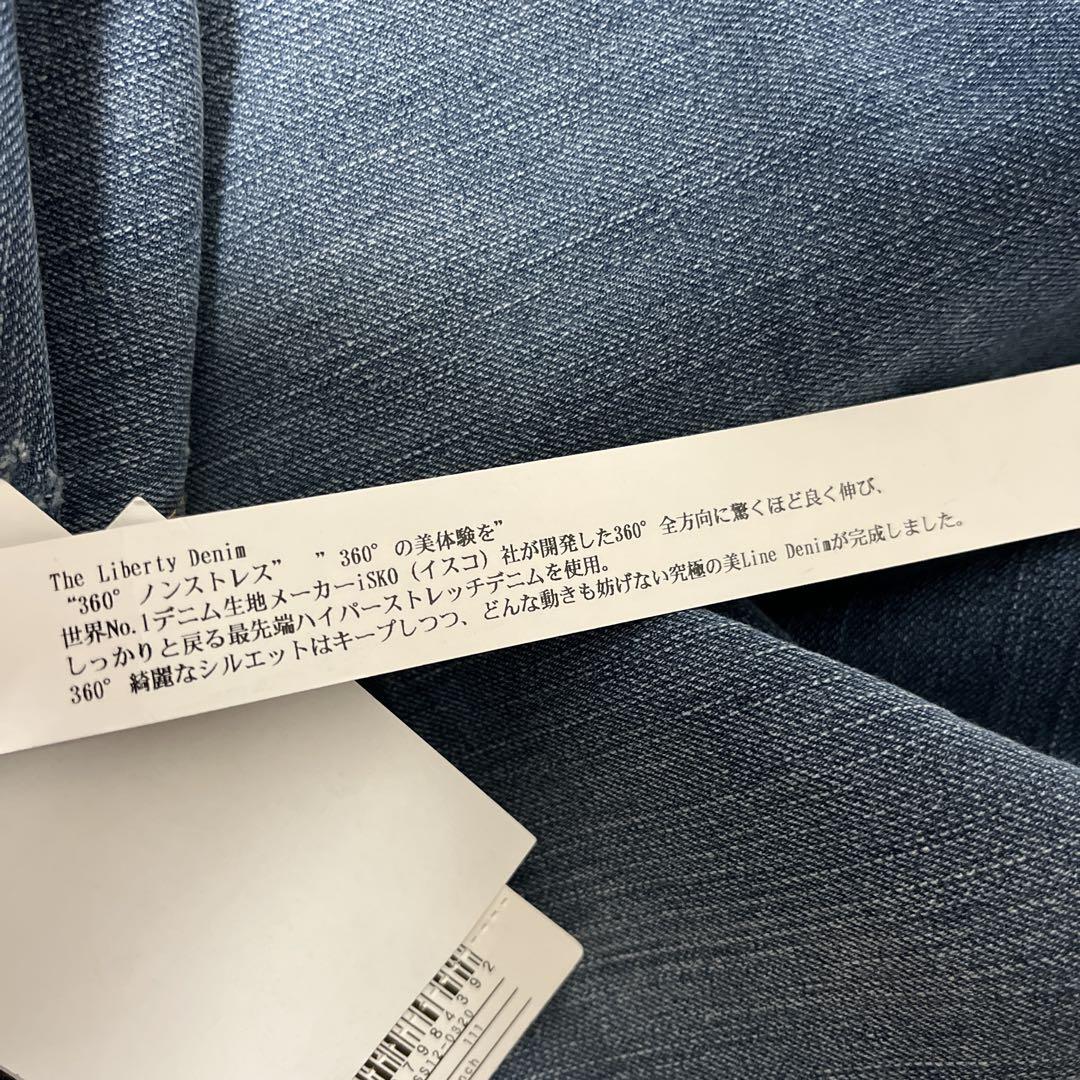 The Liberty Denim
“360° ノンストレス” ” 360° の美体験を”
世界No.1デニム生地メーカーiSKO（イスコ）社が開発した360° 全方向に驚くほど良く伸び、
しっかりと戻る最先端ハイパーストレッチデニムを使用。
360° 綺麗なシルエットはキープしつつ、どんな動きも妨げない究極の美Line Denimが完成しました。
7984392
SS12-0320
nch 111